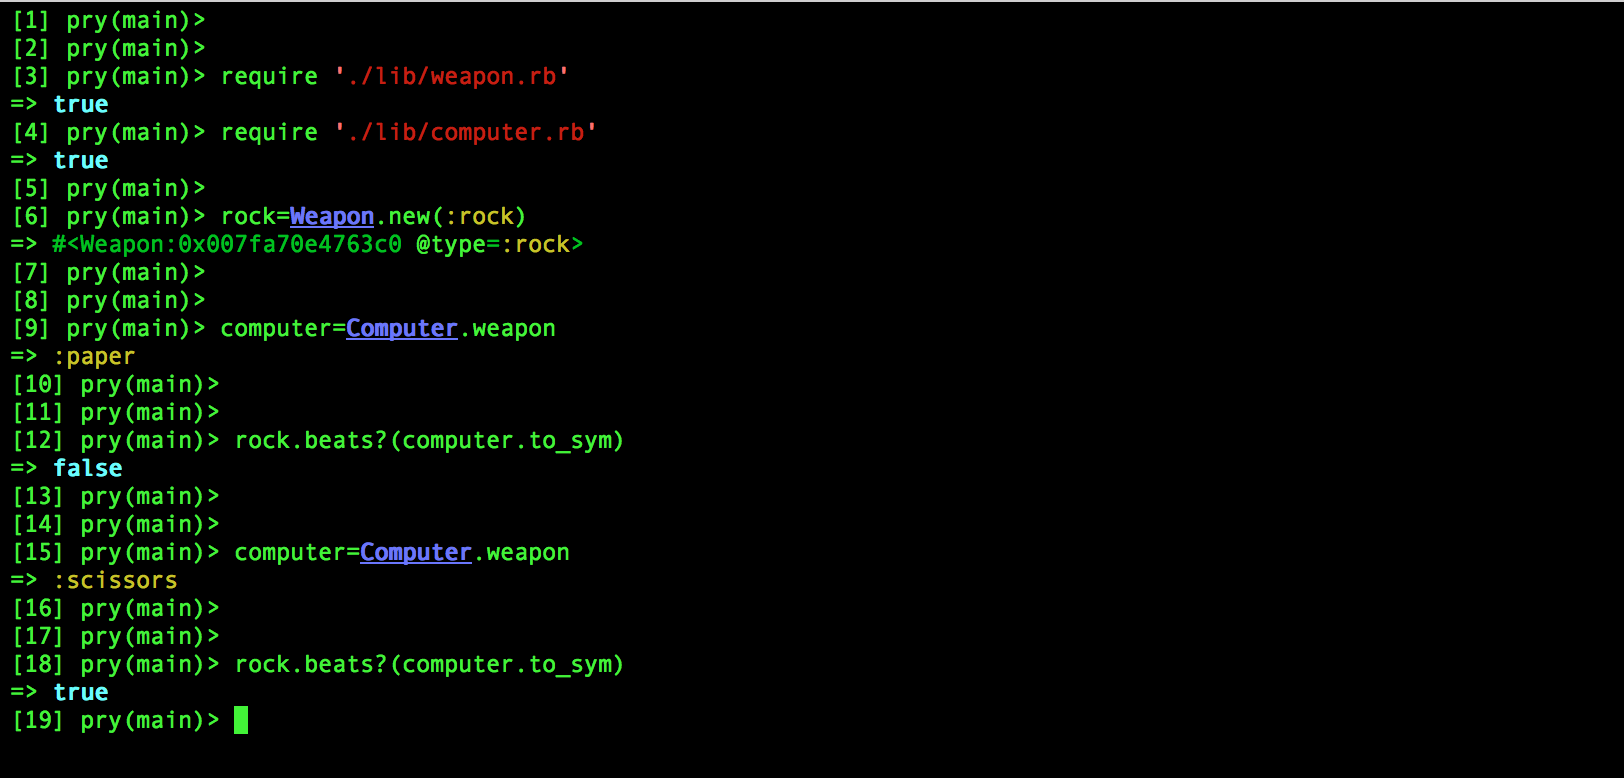 [1] pry(main)>
[2] pry(main)>
[3] pry(main)> require './lib/weapon.rb'
=> true
[4] pry(main)> require './lib/computer.rb'
=> true
[5] pry(main)>
[6] pry(main)> rock=Weapon.new(:rock)
=> #<Weapon:0x007fa70e4763c0 @type=:rock>
[7] pry(main)>
[8] pry(main)>
[9] pry(main)> computer=Computer.weapon
=> :paper
[10] pry(main)>
[11] pry(main)>
[12] pry(main)> rock.beats?(computer.to_sym)
=> false
[13] pry(main)>
[14] pry(main)>
[15] pry(main)> computer=Computer.weapon
=> :scissors
[16] pry(main)>
[17] pry(main)>
[18] pry(main)> rock.beats?(computer.to_sym)
=> true
[19] pry(main)>